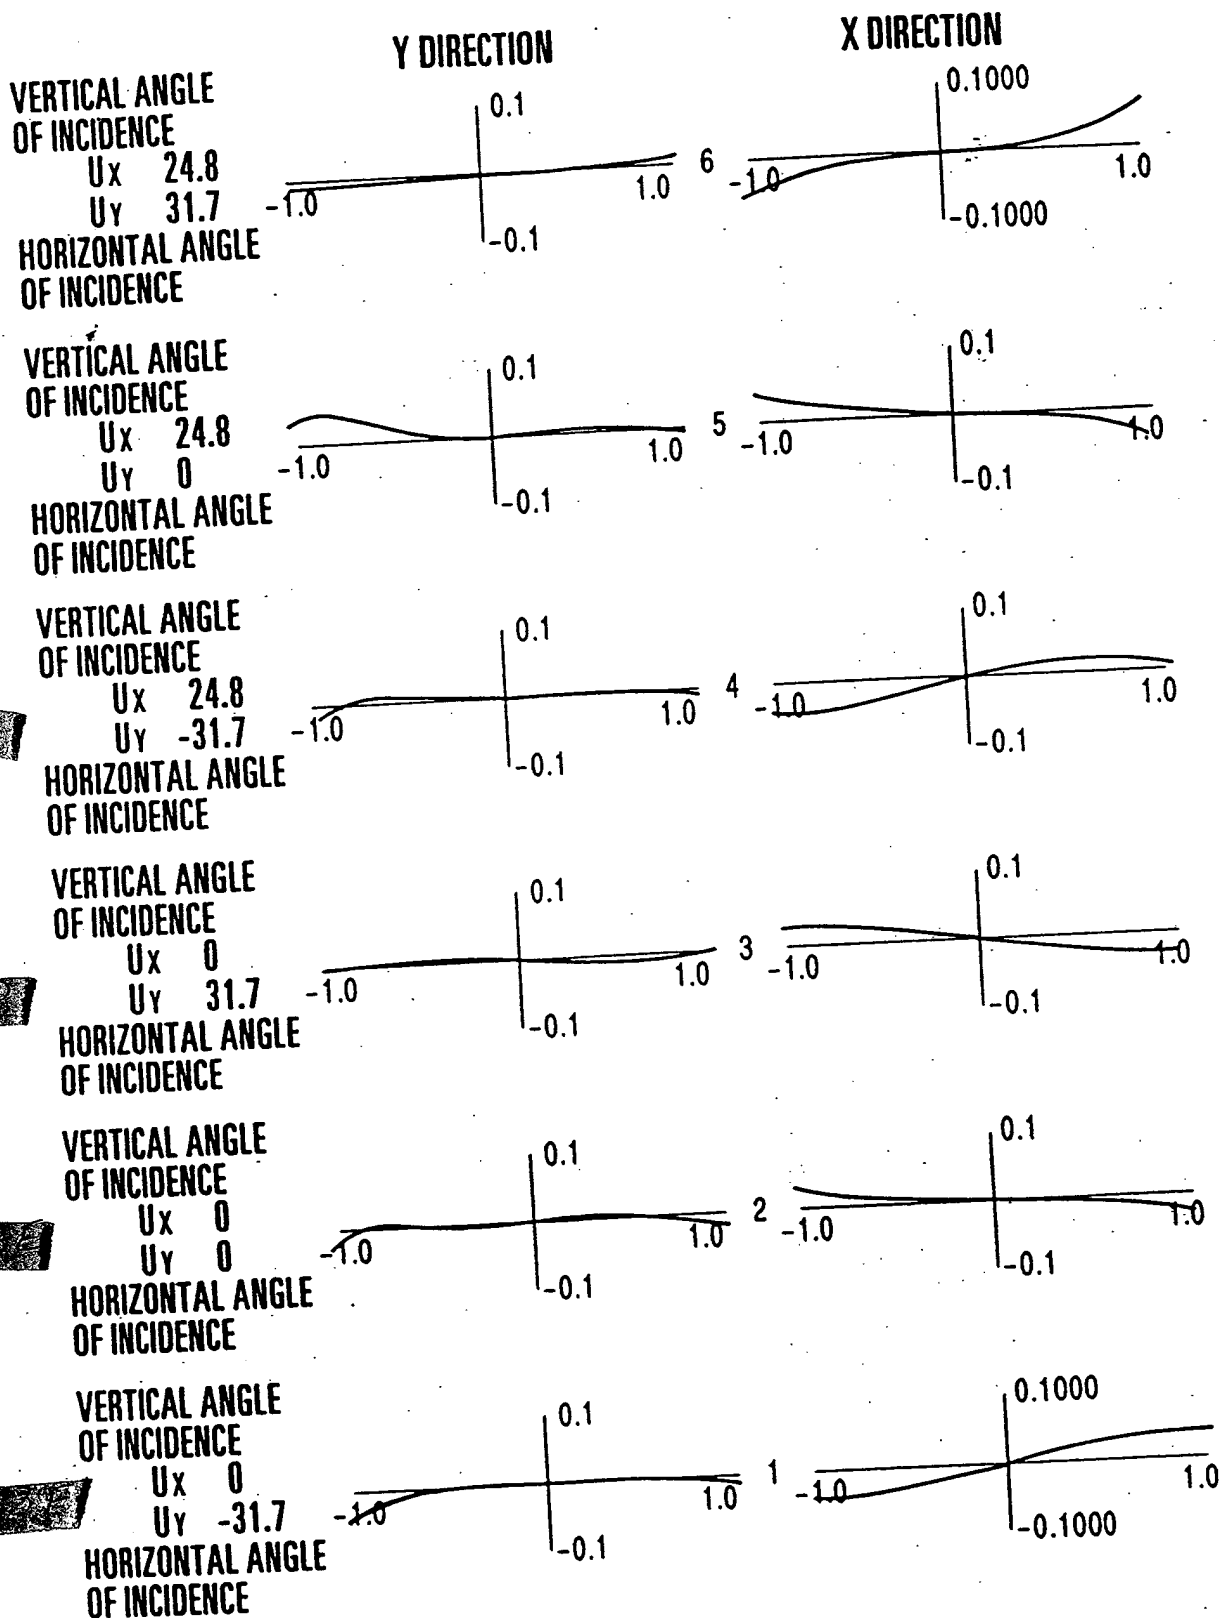 Y DIRECTION
X DIRECTION
VERTICAL ANGLE
OF INCIDENCE
Ux 24.8
Uy 31.7
HORIZONTAL ANGLE
OF INCIDENCE
0.1
-1.0
1.0
-0.1
6
0.1000
-1.0
1.0
-0.1000
VERTICAL ANGLE
OF INCIDENCE
Ux 24.8
Uy 0
HORIZONTAL ANGLE
OF INCIDENCE
0.1
-1.0
1.0
-0.1
5
0.1
-1.0
1.0
-0.1
VERTICAL ANGLE
OF INCIDENCE
Ux 24.8
Uy -31.7
HORIZONTAL ANGLE
OF INCIDENCE
0.1
-1.0
1.0
-0.1
4
0.1
-1.0
1.0
-0.1
VERTICAL ANGLE
OF INCIDENCE
Ux 0
Uy 31.7
HORIZONTAL ANGLE
OF INCIDENCE
0.1
-1.0
1.0
-0.1
3
0.1
-1.0
1.0
-0.1
VERTICAL ANGLE
OF INCIDENCE
Ux 0
Uy 0
HORIZONTAL ANGLE
OF INCIDENCE
0.1
-1.0
1.0
-0.1
2
0.1
-1.0
1.0
-0.1
VERTICAL ANGLE
OF INCIDENCE
Ux 0
Uy -31.7
HORIZONTAL ANGLE
OF INCIDENCE
0.1
-1.0
1.0
-0.1
1
0.1000
-1.0
1.0
-0.1000